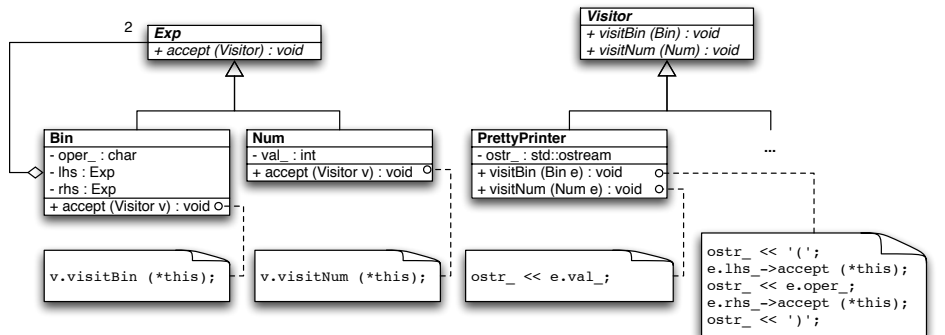 2
Exp
+ accept (Visitor) : void
Visitor
+ visitBin (Bin) : void
+ visitNum (Num) : void
Bin
- oper_ : char
- lhs : Exp
- rhs : Exp
+ accept (Visitor v) : void
Num
- val_ : int
+ accept (Visitor v) : void
PrettyPrinter
- ostr_ : std::ostream
+ visitBin (Bin e) : void
+ visitNum (Num e) : void
...
v.visitBin (*this);
v.visitNum (*this);
ostr_ << e.val_;
ostr_ << '(';
e.lhs_->accept (*this);
ostr_ << e.oper_;
e.rhs_->accept (*this);
ostr_ << ')';